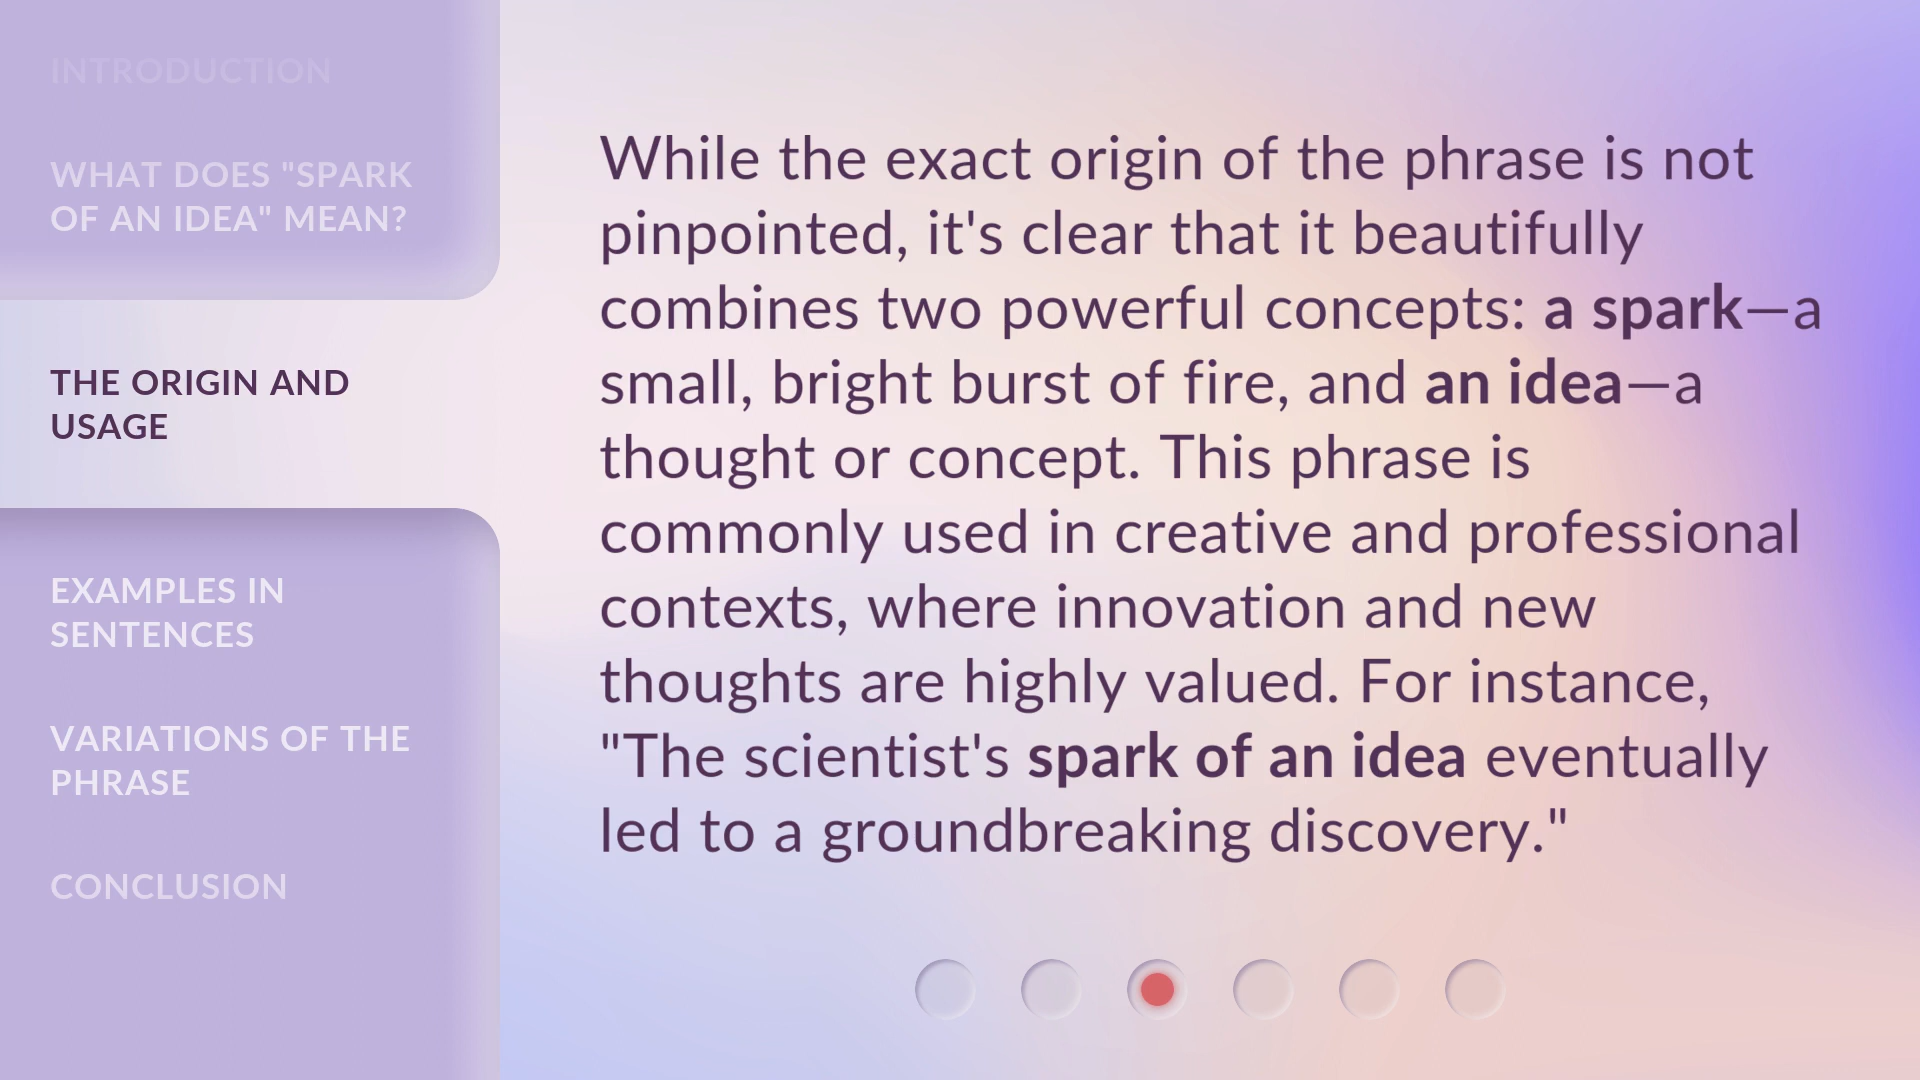 INTRODUCTION
WHAT DOES "SPARK
OF AN IDEA" MEAN?
THE ORIGIN AND
USAGE
EXAMPLES IN
SENTENCES
VARIATIONS OF THE
PHRASE
CONCLUSION
While the exact origin of the phrase is not
pinpointed, it's clear that it beautifully
combines two powerful concepts: a spark—a
small, bright burst of fire, and an idea—a
thought or concept. This phrase is
commonly used in creative and professional
contexts, where innovation and new
thoughts are highly valued. For instance,
"The scientist's spark of an idea eventually
led to a groundbreaking discovery."